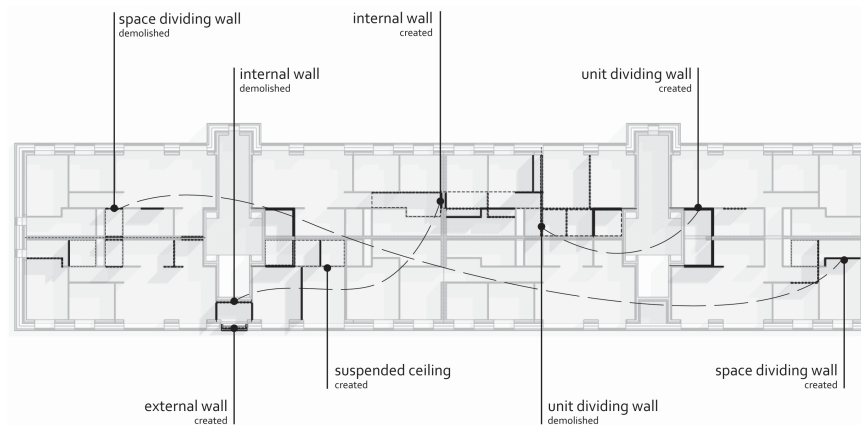 space dividing wall
demolished
internal wall
created
internal wall
demolished
unit dividing wall
created
suspended ceiling
created
space dividing wall
created
external wall
created
unit dividing wall
demolished